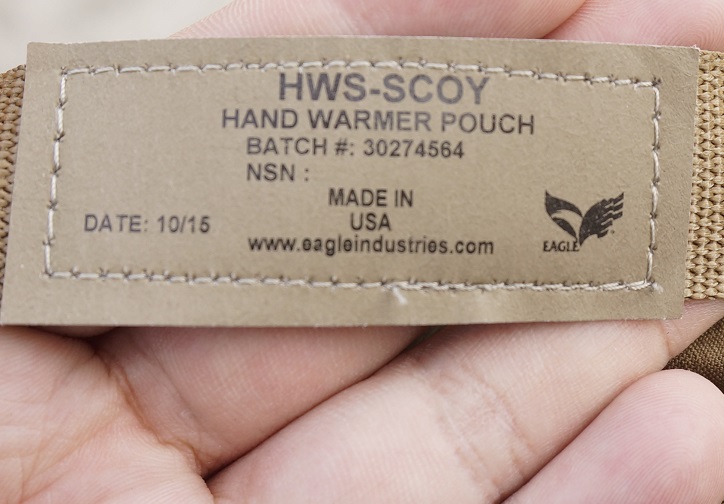 HWS-SCOY
HAND WARMER POUCH
BATCH #: 30274564
NSN :
MADE IN
USA
DATE: 10/15
www.eagleindustries.com
EAGLE